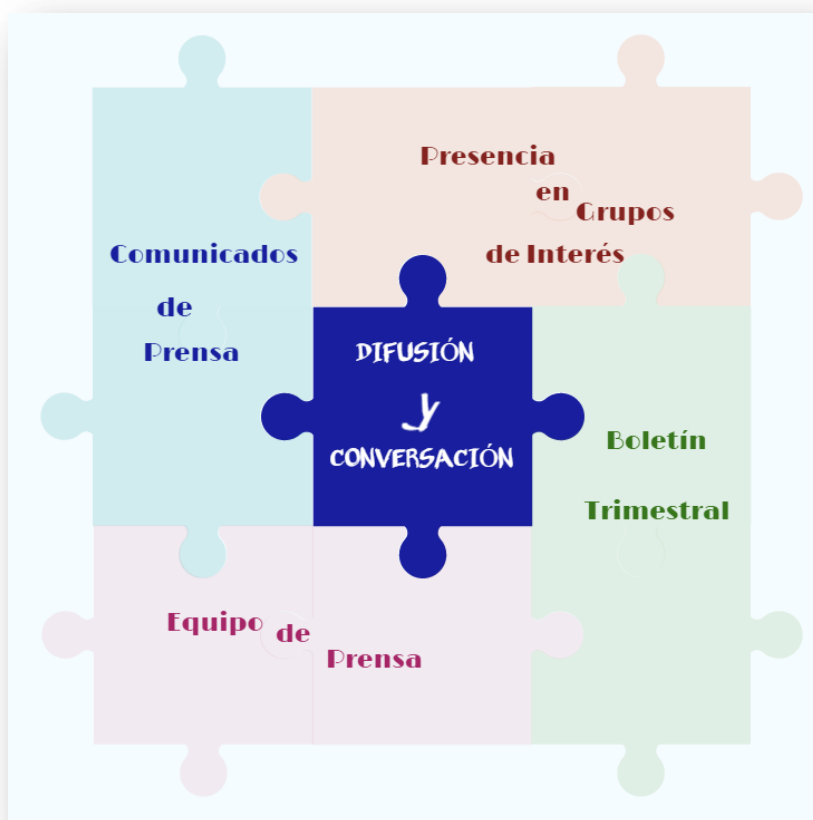 Presencia
en
Grupos
de Interés
Comunicados
de
Prensa
DIFUSIÓN
y
CONVERSACIÓN
Boletín
Trimestral
Equipo
de
Prensa